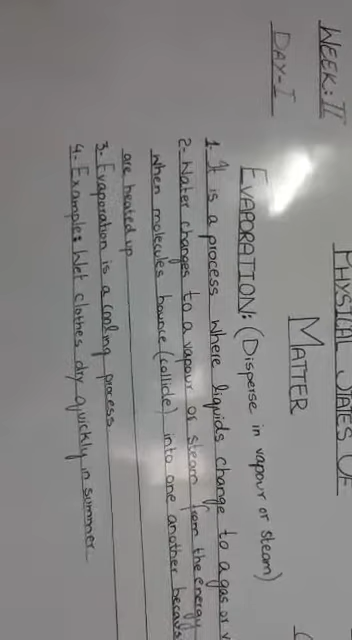 WEEK: II
PHYSICAL STATES OF
DAY-I
MATTER
EVAPORATION: (Disperse in vapour or steam)
1. It is a process where liquids change to a gas or
2- Water changes to a vapour or steam from the energy
when molecules bounce (collide) into one another
are heated up
3. Evaporation is a cooling process
4. Example: Wet clothes dry quickly in summer